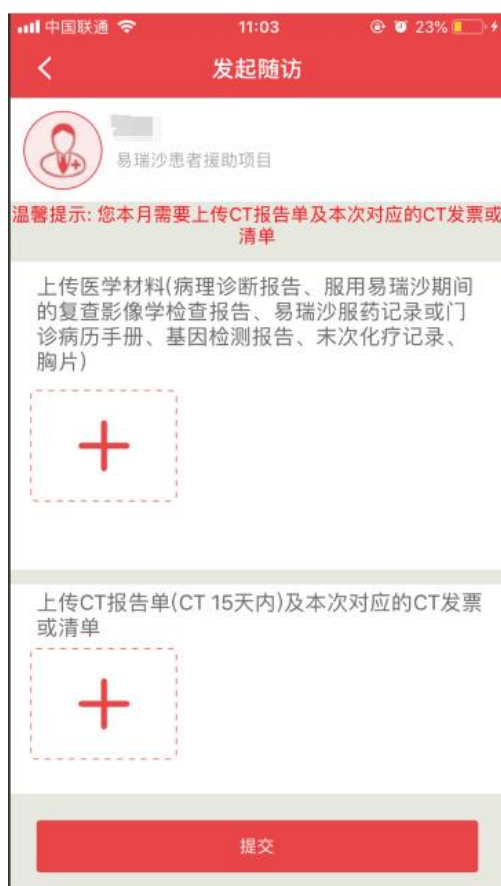 中国联通 11:03 23%
发起随访
易瑞沙患者援助项目
温馨提示: 您本月需要上传CT报告单及本次对应的CT发票或
清单
上传医学材料(病理诊断报告、服用易瑞沙期间
的复查影像学检查报告、易瑞沙服药记录或门
诊病历手册、基因检测报告、末次化疗记录、
胸片)
上传CT报告单(CT 15天内)及本次对应的CT发票
或清单
提交